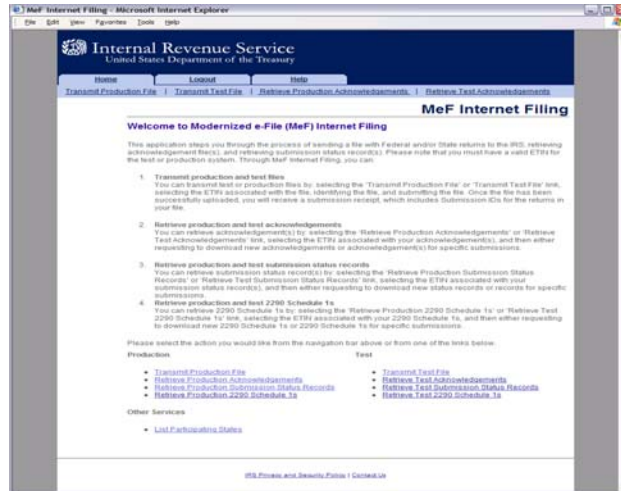 MeF Internet Filing - Microsoft Internet Explorer
File Edit View Favorites Tools Help
Internal Revenue Service
United States Department of the Treasury
Home Logout Help
Transmit Production File | Transmit Test File | Retrieve Production Acknowledgements | Retrieve Test Acknowledgements
MeF Internet Filing
Welcome to Modernized e-File (MeF) Internet Filing
This application steps you through the process of sending a file with Federal and/or State returns to the IRS, retrieving
acknowledgement file(s), and retrieving submission status record(s). Please note that you must have a valid ETIN for
the test or production system. Through MeF Internet Filing, you can:
1. Transmit production and test files
You can transmit test or production files by: selecting the 'Transmit Production File' or 'Transmit Test File' link,
selecting the ETIN associated with the file, identifying the file, and submitting the file. Once the file has been
successfully uploaded, you will receive a submission receipt, which includes Submission IDs for the returns in
your file.
2. Retrieve production and test acknowledgements
You can retrieve acknowledgement(s) by: selecting the 'Retrieve Production Acknowledgements' or 'Retrieve
Test Acknowledgements' link, selecting the ETIN associated with your acknowledgement(s), and then either
requesting to download new acknowledgements or acknowledgement(s) for specific submissions.
3. Retrieve production and test submission status records
You can retrieve submission status record(s) by: selecting the 'Retrieve Production Submission Status
Records' or 'Retrieve Test Submission Status Records' link, selecting the ETIN associated with your
submission status record(s), and then either requesting to download new status records or records for specific
submissions.
4. Retrieve production and test 2290 Schedule 1s
You can retrieve 2290 Schedule 1s by: selecting the 'Retrieve Production 2290 Schedule 1s' or 'Retrieve Test
2290 Schedule 1s' link, selecting the ETIN associated with your 2290 Schedule 1s, and then either requesting
to download new 2290 Schedule 1s or 2290 Schedule 1s for specific submissions.
Please select the action you would like from the navigation bar above or from one of the links below.
Production Test
• Transmit Production File • Transmit Test File
• Retrieve Production Acknowledgements • Retrieve Test Acknowledgements
• Retrieve Production Submission Status Records • Retrieve Test Submission Status Records
• Retrieve Production 2290 Schedule 1s • Retrieve Test 2290 Schedule 1s
Other Services
• List Participating States
IRS Privacy and Security Policy | Contact Us